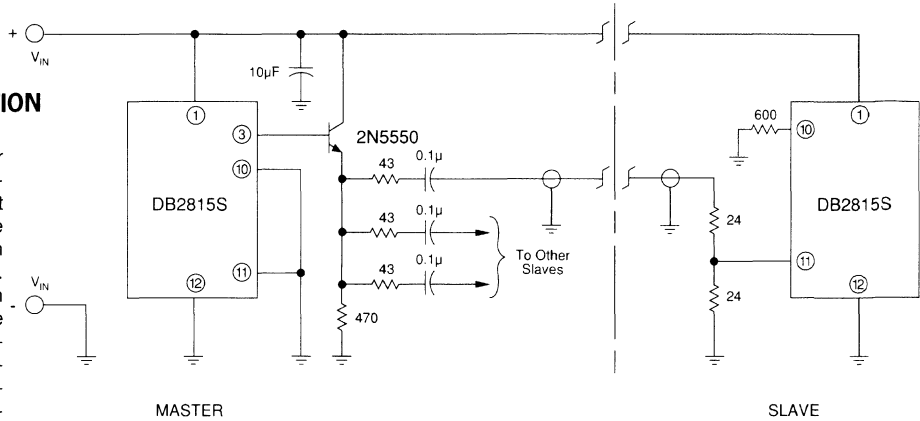 +
V_IN
ION
r
-
t
e
n
.
n
e
-
-
-
-
10µF
1
3
10
DB2815S
11
12
2N5550
43
0.1µ
43
0.1µ
43
0.1µ
To Other
Slaves
470
-
V_IN
600
10
1
24
DB2815S
11
24
12
MASTER
SLAVE